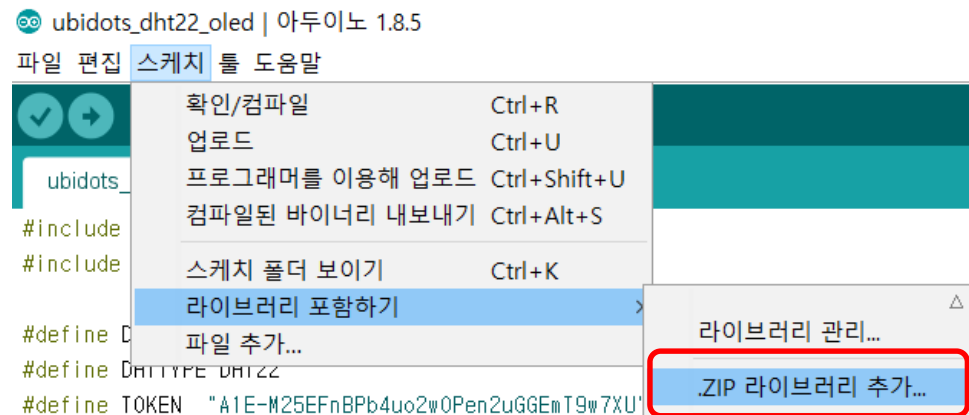 ubidots_dht22_oled | 아두이노 1.8.5
파일 편집 스케치 툴 도움말
확인/컴파일 Ctrl+R
업로드 Ctrl+U
프로그래머를 이용해 업로드 Ctrl+Shift+U
컴파일된 바이너리 내보내기 Ctrl+Alt+S
스케치 폴더 보이기 Ctrl+K
라이브러리 포함하기
파일 추가...
라이브러리 관리...
.ZIP 라이브러리 추가...
ubidots_
#include
#include
#define D
#define DHTTYPE DHT22
#define TOKEN "A1E-M25EFnBPb4uo2wOPen2uGGEmT9w7XU"